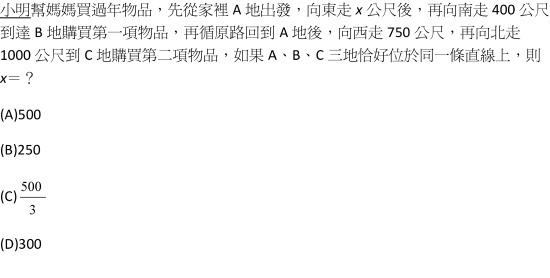 小明幫媽媽買過年物品，先從家裡 A 地出發，向東走 x 公尺後，再向南走 400 公尺
到達 B 地購買第一項物品，再循原路回到 A 地後，向西走 750 公尺，再向北走
1000 公尺到 C 地購買第二項物品，如果 A、B、C 三地恰好位於同一條直線上，則
x＝？
(A)500
(B)250
(C) 500/3
(D)300